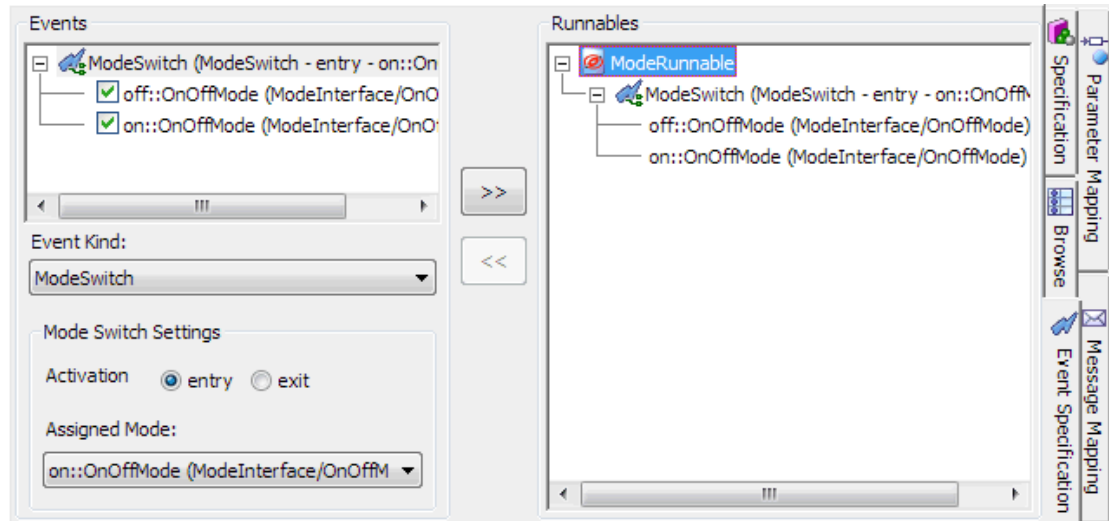 Events
ModeSwitch (ModeSwitch - entry - on::On
off::OnOffMode (ModeInterface/OnO
on::OnOffMode (ModeInterface/OnO
Event Kind:
ModeSwitch
Mode Switch Settings
Activation entry exit
Assigned Mode:
on::OnOffMode (ModeInterface/OnOffM
>>
<<
Runnables
ModeRunnable
ModeSwitch (ModeSwitch - entry - on::OnOffM
off::OnOffMode (ModeInterface/OnOffMode)
on::OnOffMode (ModeInterface/OnOffMode)
Specification
Browse
Event Specification
Parameter Mapping
Message Mapping